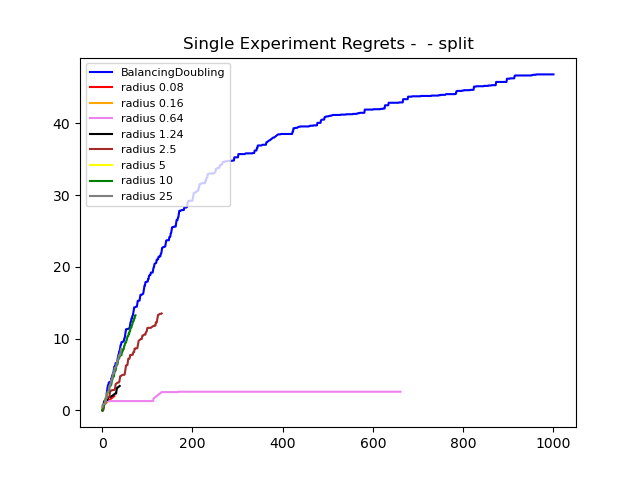 Single Experiment Regrets -  - split
BalancingDoubling
radius 0.08
radius 0.16
radius 0.64
radius 1.24
radius 2.5
radius 5
radius 10
radius 25
40
30
20
10
0
0 200 400 600 800 1000